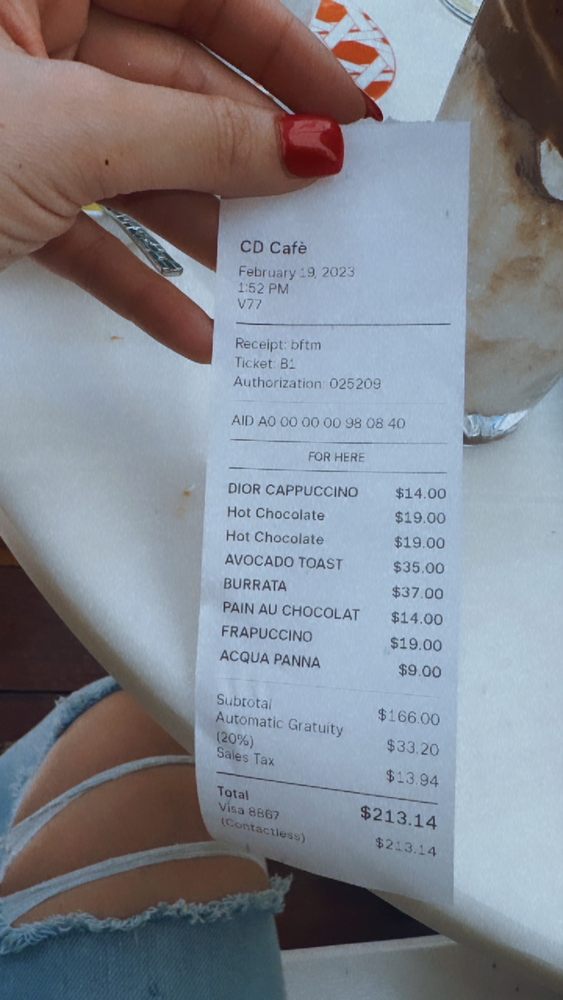 CD Cafè
February 19, 2023
1:52 PM
V77
Receipt: bftm
Ticket: B1
Authorization: 025209
AID A0 00 00 00 98 08 40
FOR HERE
DIOR CAPPUCCINO $14.00
Hot Chocolate $19.00
Hot Chocolate $19.00
AVOCADO TOAST $35.00
BURRATA $37.00
PAIN AU CHOCOLAT $14.00
FRAPUCCINO $19.00
ACQUA PANNA $9.00
Subtotal $166.00
Automatic Gratuity $33.20
(20%)
Sales Tax $13.94
Total $213.14
Visa 8867 $213.14
(Contactless)